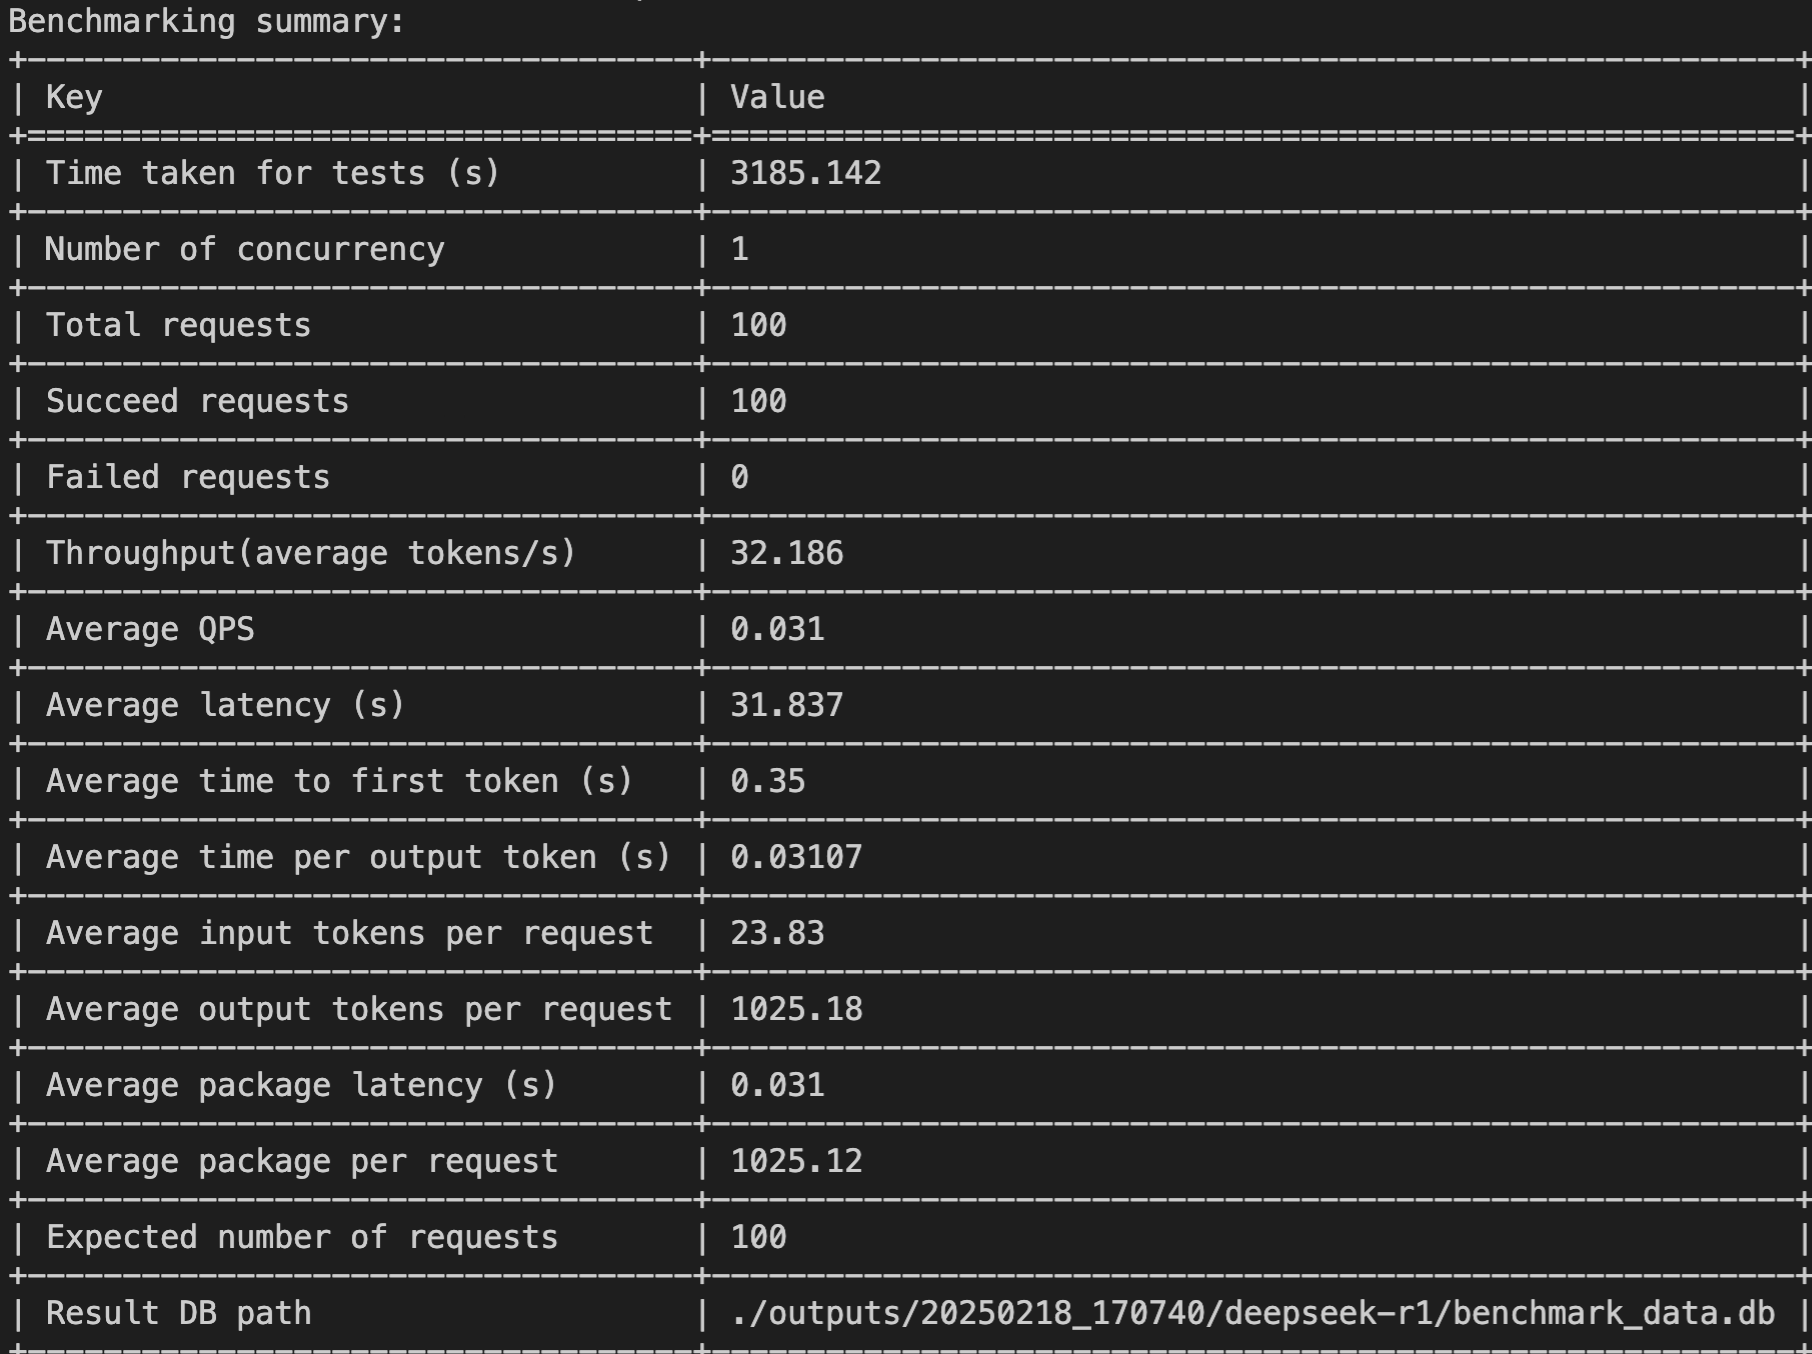 Benchmarking summary:
| Key | Value |
| Time taken for tests (s) | 3185.142 |
| Number of concurrency | 1 |
| Total requests | 100 |
| Succeed requests | 100 |
| Failed requests | 0 |
| Throughput(average tokens/s) | 32.186 |
| Average QPS | 0.031 |
| Average latency (s) | 31.837 |
| Average time to first token (s) | 0.35 |
| Average time per output token (s) | 0.03107 |
| Average input tokens per request | 23.83 |
| Average output tokens per request | 1025.18 |
| Average package latency (s) | 0.031 |
| Average package per request | 1025.12 |
| Expected number of requests | 100 |
| Result DB path | ./outputs/20250218_170740/deepseek-r1/benchmark_data.db |